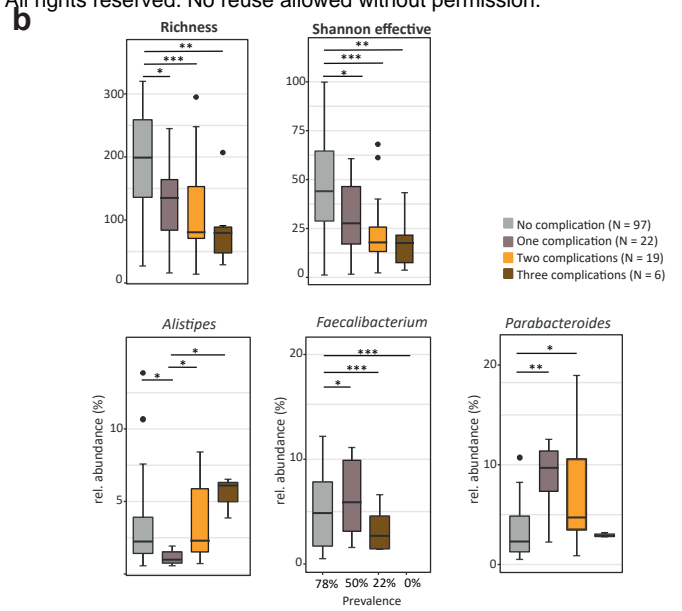 All rights reserved. No reuse allowed without permission.
b
Richness
**
***
*
300
200
100
0
Shannon effective
**
***
*
100
75
50
25
0
No complication (N = 97)
One complication (N = 22)
Two complications (N = 19)
Three complications (N = 6)
Alistipes
*
*
*
rel. abundance (%)
10
5
Faecalibacterium
***
***
*
rel. abundance (%)
20
10
0
78% 50% 22% 0%
Prevalence
Parabacteroides
*
**
rel. abundance (%)
20
10
0